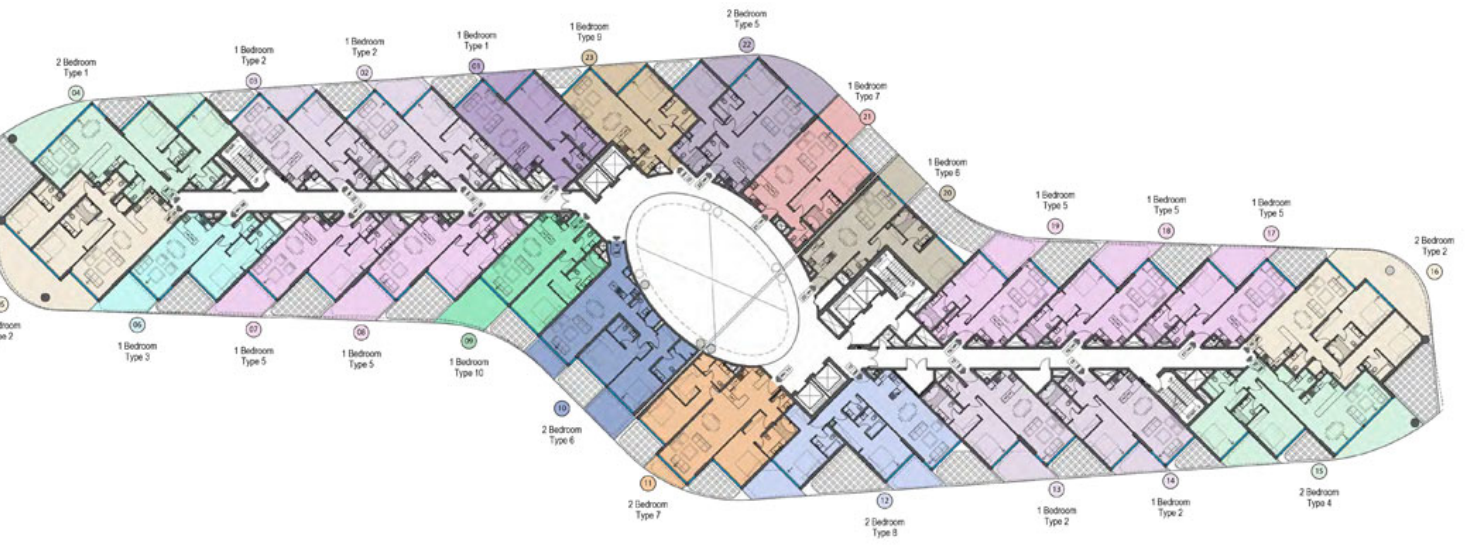 2 Bedroom
Type 1
04
1 Bedroom
Type 2
03
1 Bedroom
Type 2
02
1 Bedroom
Type 1
01
1 Bedroom
Type 9
23
2 Bedroom
Type 5
22
1 Bedroom
Type 7
21
1 Bedroom
Type 6
20
1 Bedroom
Type 5
19
1 Bedroom
Type 5
18
1 Bedroom
Type 5
17
2 Bedroom
Type 2
16
06
1 Bedroom
Type 3
07
1 Bedroom
Type 5
08
1 Bedroom
Type 5
09
1 Bedroom
Type 10
10
2 Bedroom
Type 6
11
2 Bedroom
Type 7
12
2 Bedroom
Type 8
13
1 Bedroom
Type 2
14
1 Bedroom
Type 2
15
2 Bedroom
Type 4